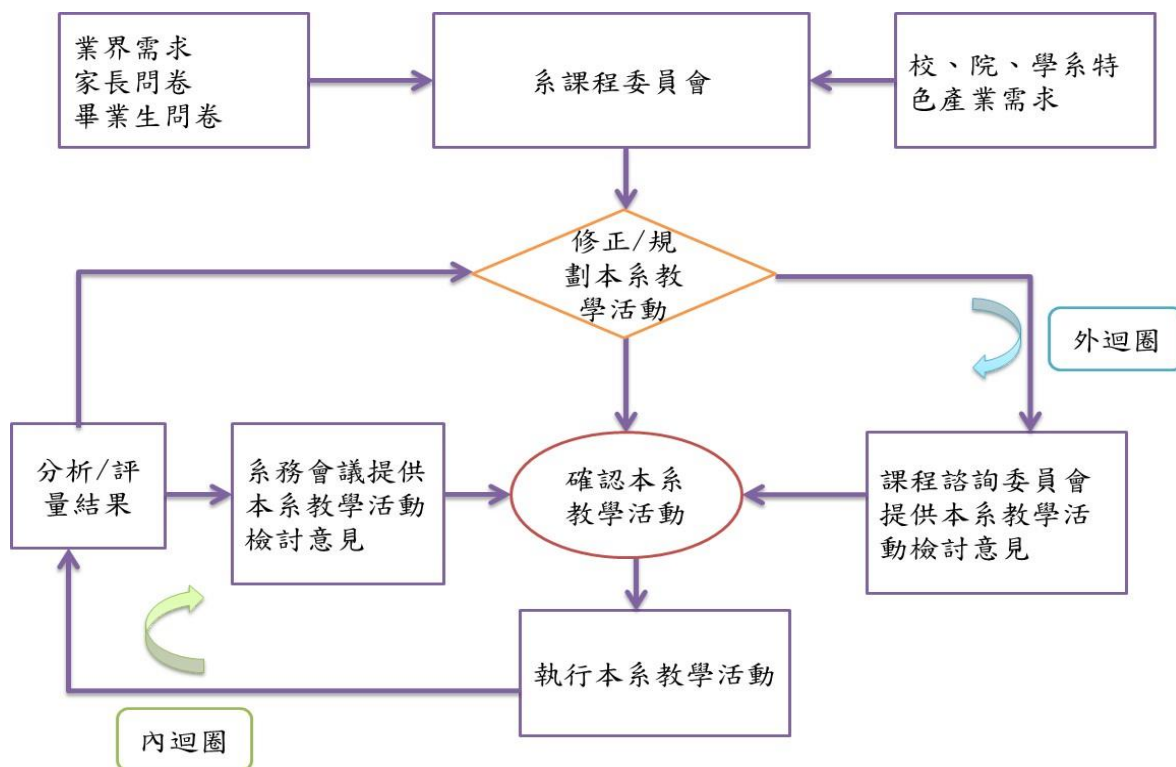 業界需求
家長問卷
畢業生問卷
系課程委員會
校、院、學系特
色產業需求
修正/規
劃本系教
學活動
外迴圈
分析/評
量結果
系務會議提供
本系教學活動
檢討意見
確認本系
教學活動
課程諮詢委員會
提供本系教學活
動檢討意見
執行本系教學活動
內迴圈